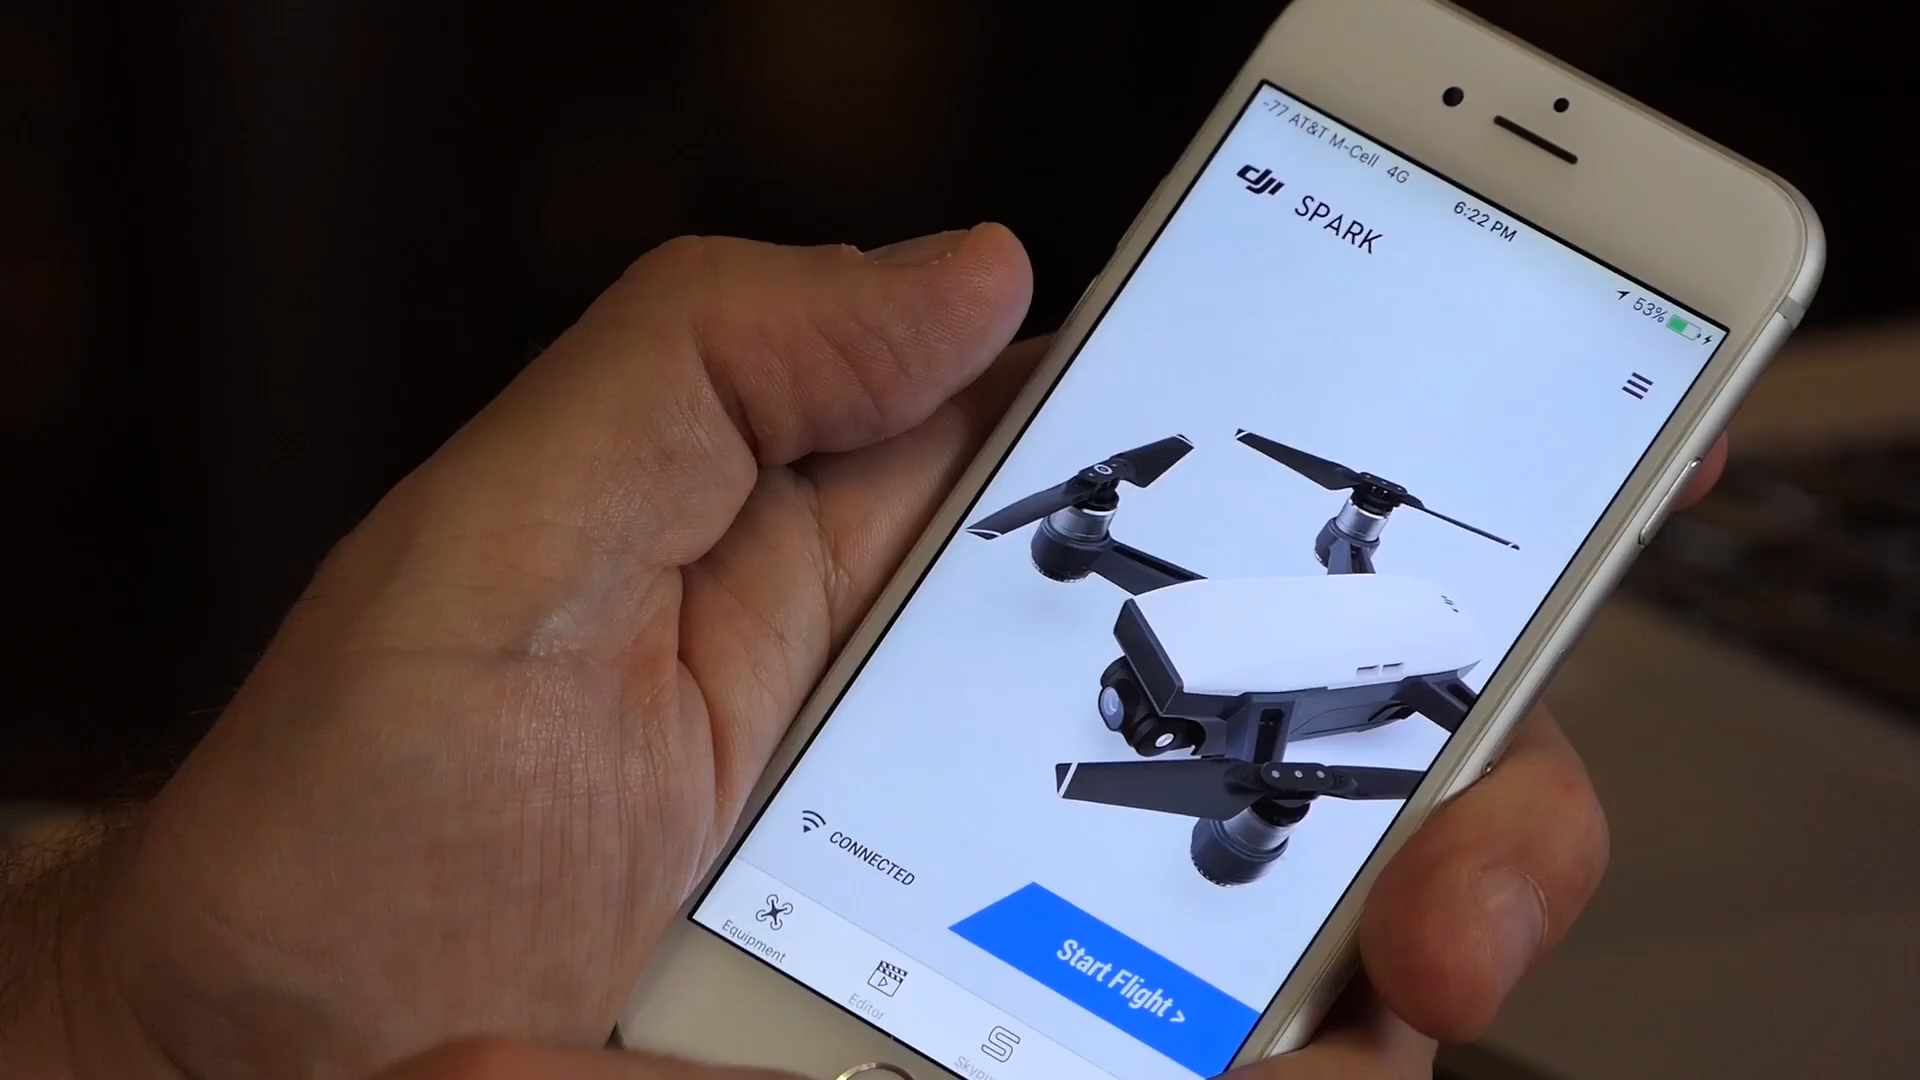 -77 AT&T M-Cell 4G
6:22 PM
53%
dji SPARK
CONNECTED
Start Flight >
Equipment
Editor